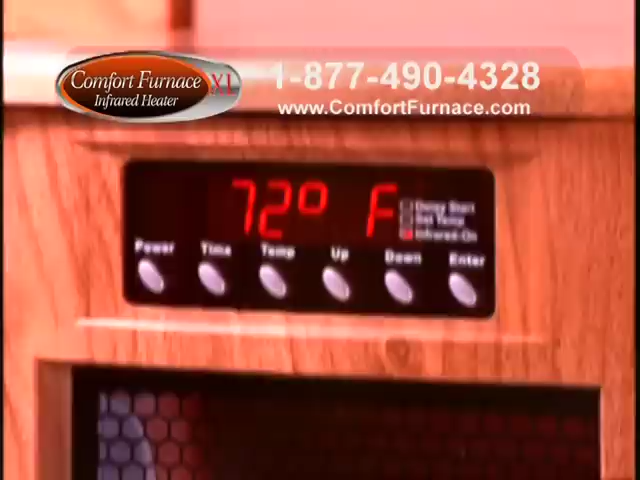 Comfort Furnace XL
Infrared Heater
1-877-490-4328
www.ComfortFurnace.com
72° F
Delay Start
Set Temp
Infrared On
Power Time Temp Up Down Enter